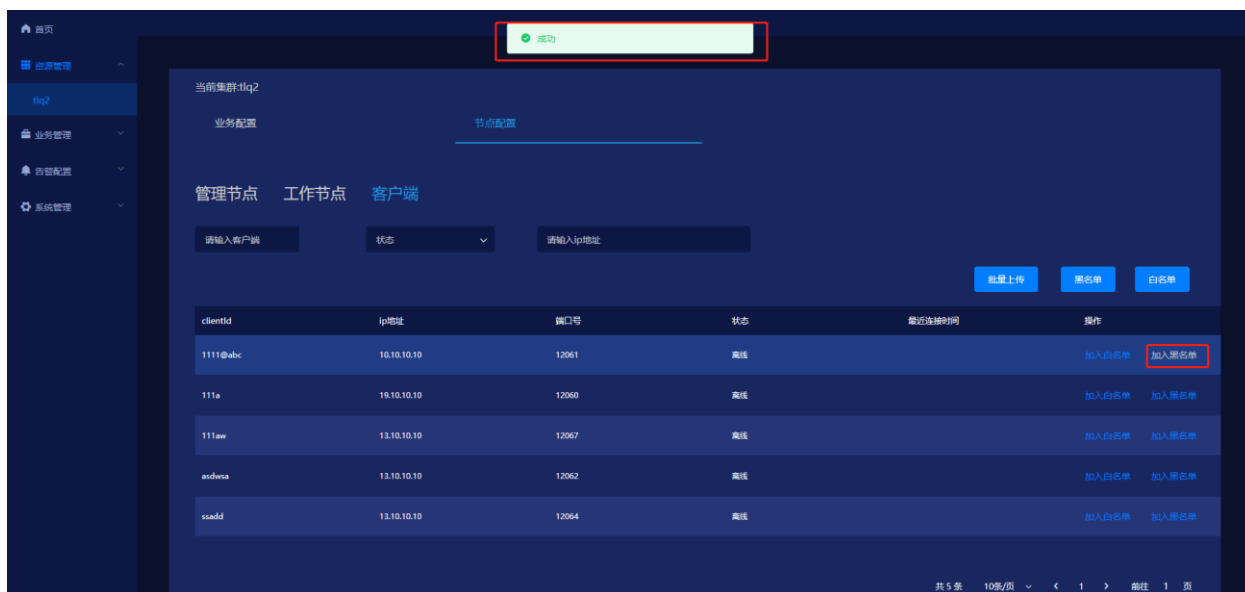 首页
成功
资源管理
tlq2
业务管理
告警配置
系统管理
当前集群:tlq2
业务配置 节点配置
管理节点 工作节点 客户端
请输入客户端 状态 请输入ip地址
批量上传 黑名单 白名单
clientId ip地址 端口号 状态 最近连接时间 操作
1111@abc 10.10.10.10 12061 离线 加入白名单 加入黑名单
111a 19.10.10.10 12060 离线 加入白名单 加入黑名单
111aw 13.10.10.10 12067 离线 加入白名单 加入黑名单
asdwsa 13.10.10.10 12062 离线 加入白名单 加入黑名单
ssadd 13.10.10.10 12064 离线 加入白名单 加入黑名单
共 5 条 10条/页 1 前往 1 页